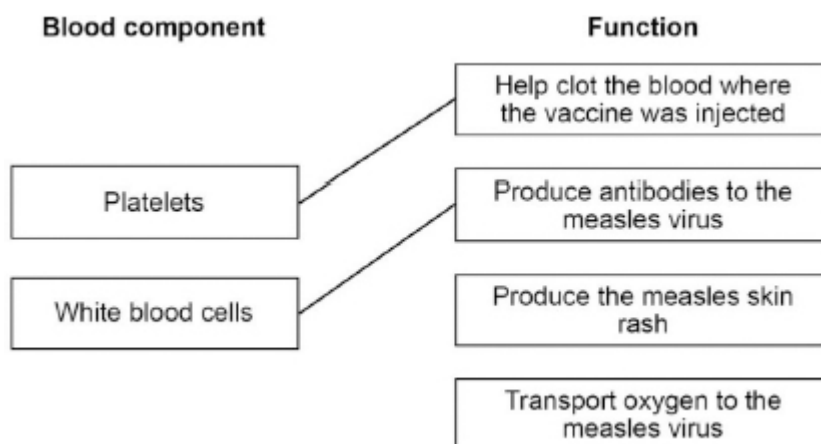 Blood component
Function
Help clot the blood where
the vaccine was injected
Platelets
Produce antibodies to the
measles virus
White blood cells
Produce the measles skin
rash
Transport oxygen to the
measles virus